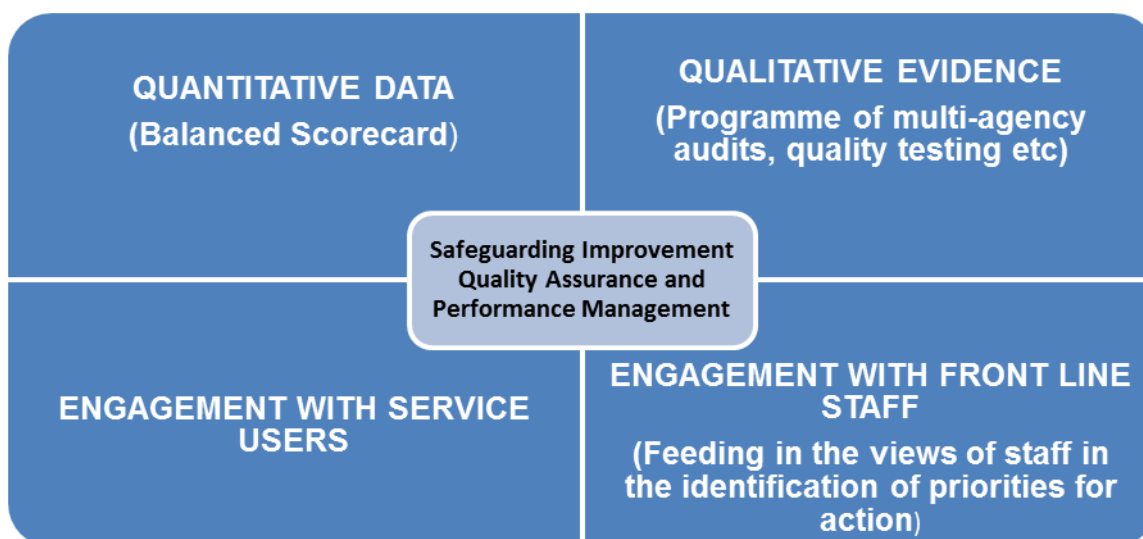 QUANTITATIVE DATA
(Balanced Scorecard)
QUALITATIVE EVIDENCE
(Programme of multi-agency
audits, quality testing etc)
Safeguarding Improvement
Quality Assurance and
Performance Management
ENGAGEMENT WITH SERVICE
USERS
ENGAGEMENT WITH FRONT LINE
STAFF
(Feeding in the views of staff in
the identification of priorities for
action)